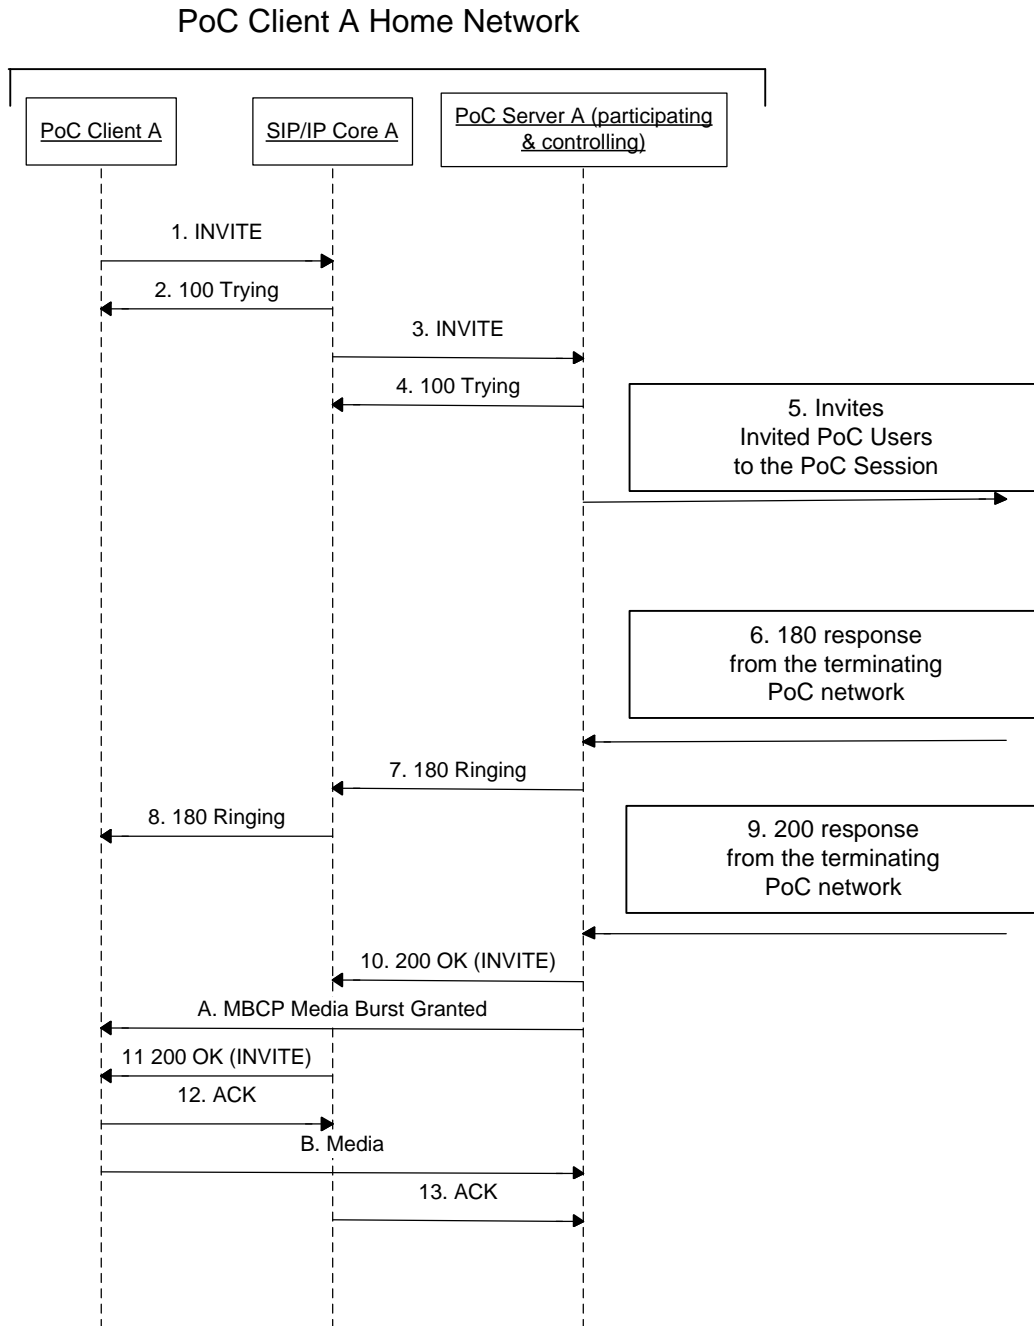 PoC Client A Home Network
PoC Client A
SIP/IP Core A
PoC Server A (participating
& controlling)
1. INVITE
2. 100 Trying
3. INVITE
4. 100 Trying
5. Invites
Invited PoC Users
to the PoC Session
6. 180 response
from the terminating
PoC network
7. 180 Ringing
8. 180 Ringing
9. 200 response
from the terminating
PoC network
10. 200 OK (INVITE)
A. MBCP Media Burst Granted
11 200 OK (INVITE)
12. ACK
B. Media
13. ACK